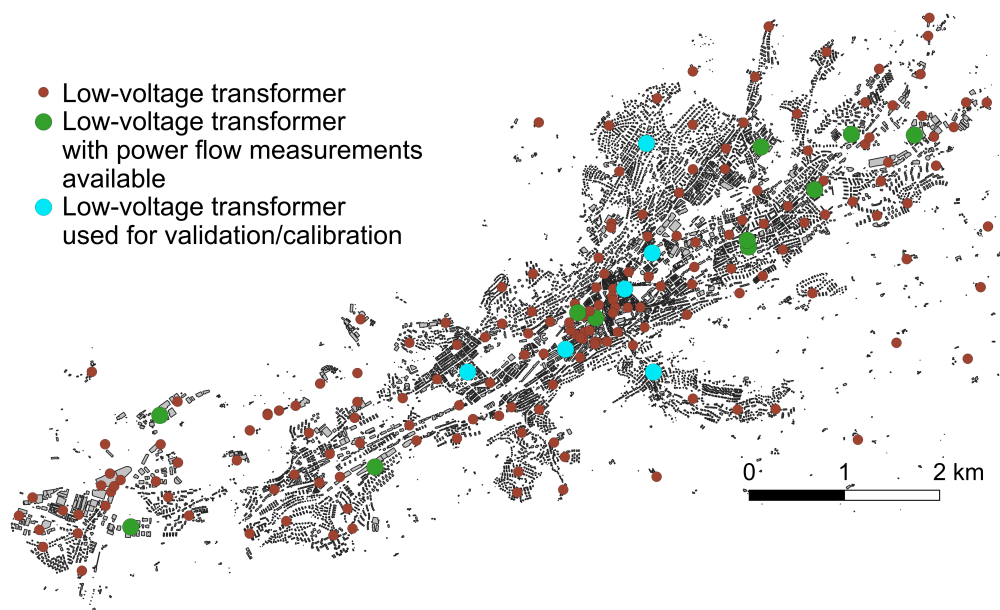 Low-voltage transformer
Low-voltage transformer
with power flow measurements
available
Low-voltage transformer
used for validation/calibration
0 1 2 km